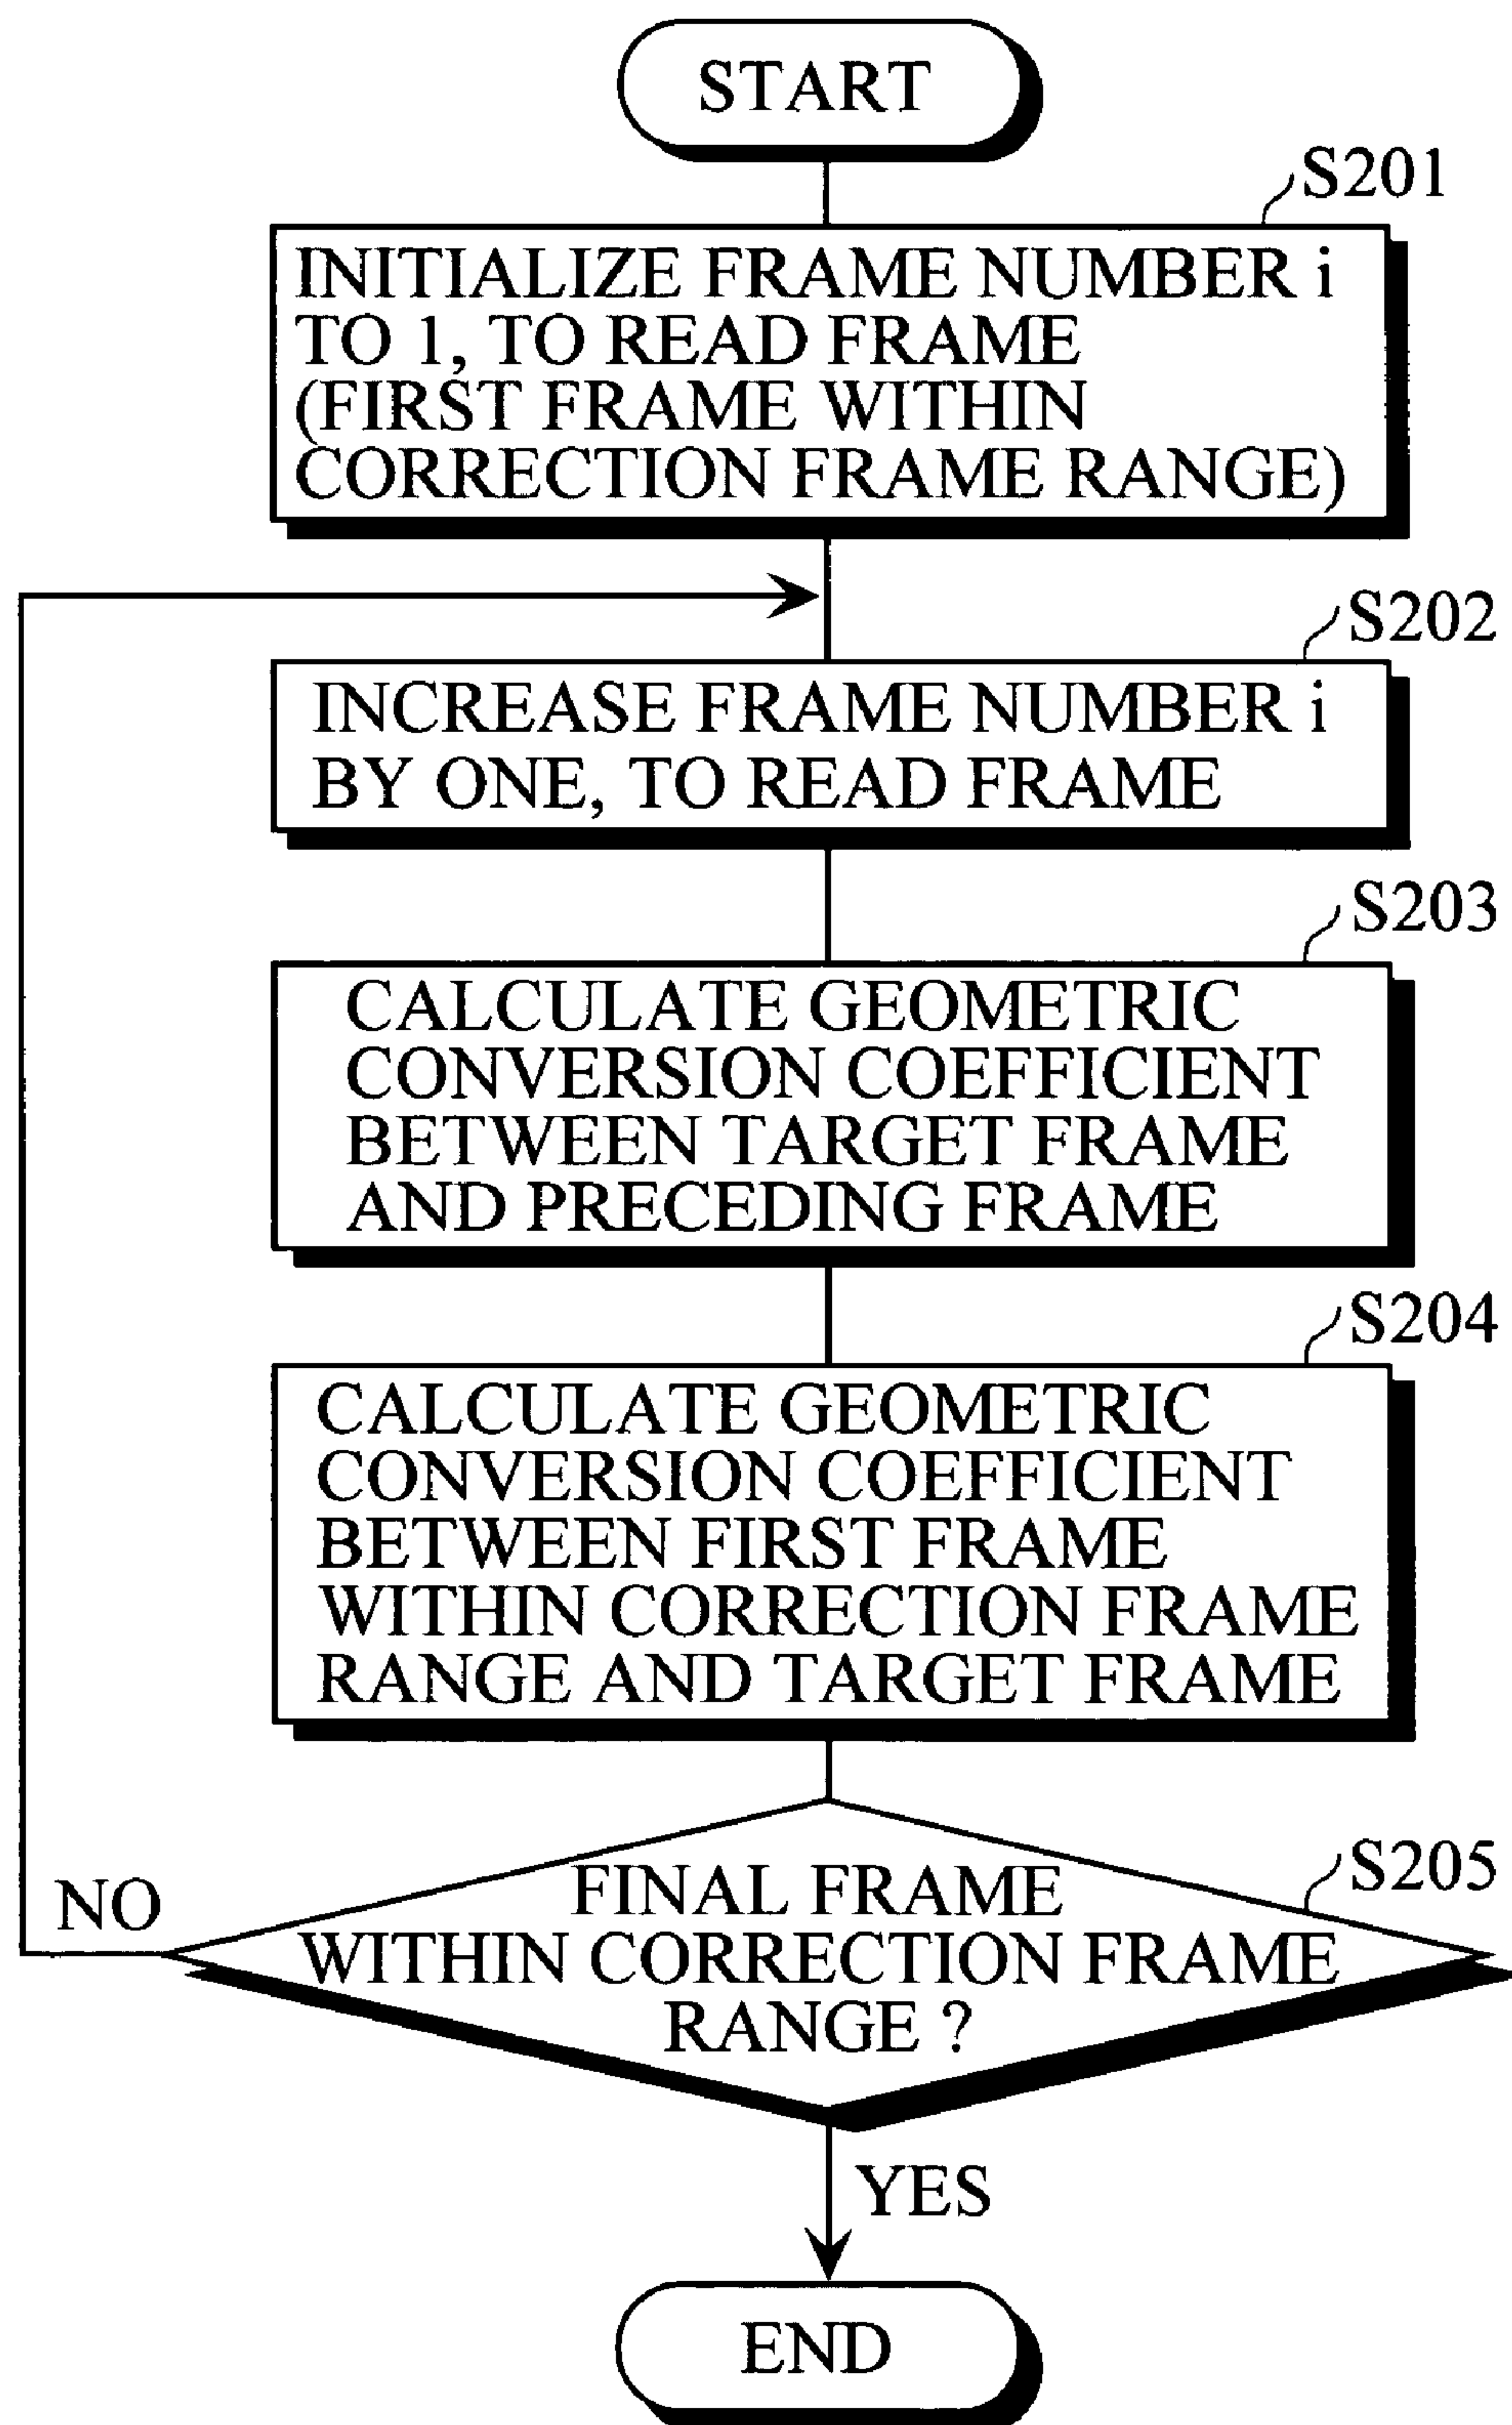 START
S201
INITIALIZE FRAME NUMBER i
TO 1, TO READ FRAME
(FIRST FRAME WITHIN
CORRECTION FRAME RANGE)
S202
INCREASE FRAME NUMBER i
BY ONE, TO READ FRAME
S203
CALCULATE GEOMETRIC
CONVERSION COEFFICIENT
BETWEEN TARGET FRAME
AND PRECEDING FRAME
S204
CALCULATE GEOMETRIC
CONVERSION COEFFICIENT
BETWEEN FIRST FRAME
WITHIN CORRECTION FRAME
RANGE AND TARGET FRAME
S205
FINAL FRAME
WITHIN CORRECTION FRAME
RANGE ?
NO
YES
END